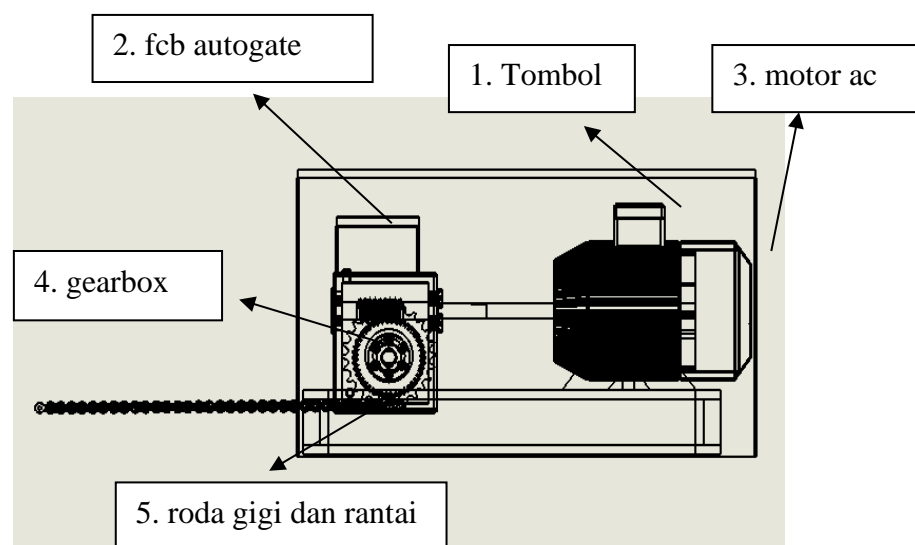 2. fcb autogate
1. Tombol
3. motor ac
4. gearbox
5. roda gigi dan rantai